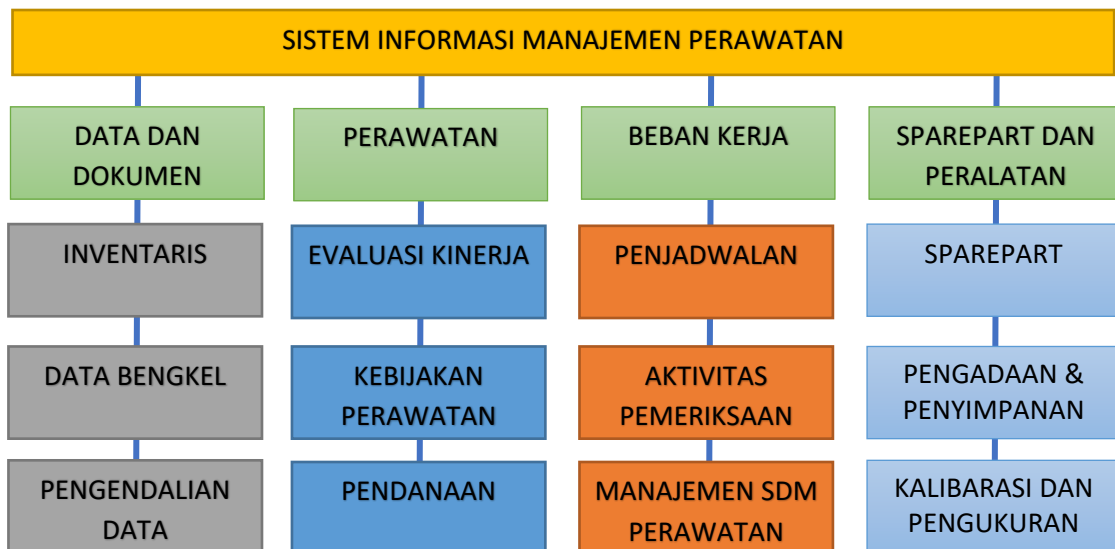 SISTEM INFORMASI MANAJEMEN PERAWATAN
DATA DAN
DOKUMEN
PERAWATAN
BEBAN KERJA
SPAREPART DAN
PERALATAN
INVENTARIS
EVALUASI KINERJA
PENJADWALAN
SPAREPART
DATA BENGKEL
KEBIJAKAN
PERAWATAN
AKTIVITAS
PEMERIKSAAN
PENGADAAN &
PENYIMPANAN
PENGENDALIAN
DATA
PENDANAAN
MANAJEMEN SDM
PERAWATAN
KALIBARASI DAN
PENGUKURAN